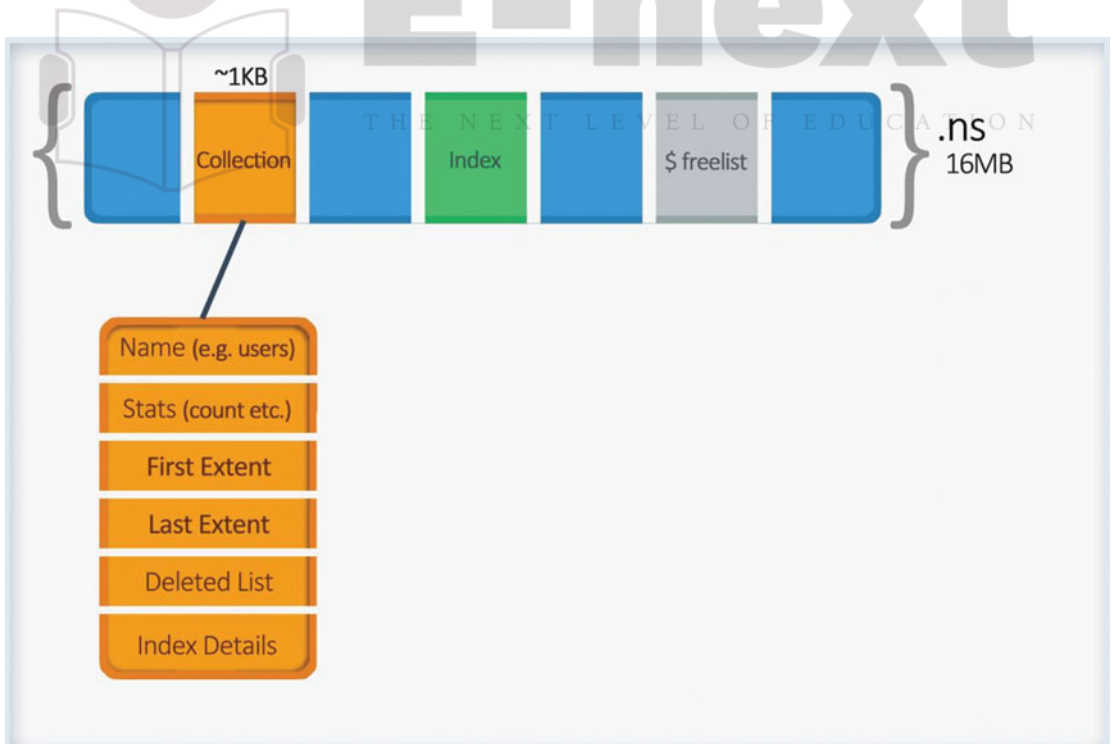 E-next
THE NEXT LEVEL OF EDUCATION
~1KB
Collection
Index
$ freelist
.ns
16MB
Name (e.g. users)
Stats (count etc.)
First Extent
Last Extent
Deleted List
Index Details